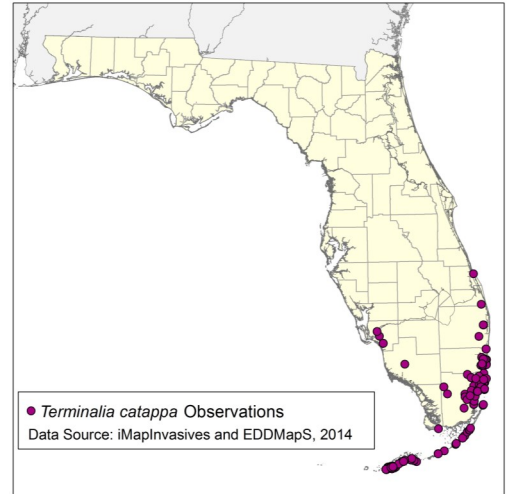 Terminalia catappa Observations
Data Source: iMapInvasives and EDDMapS, 2014